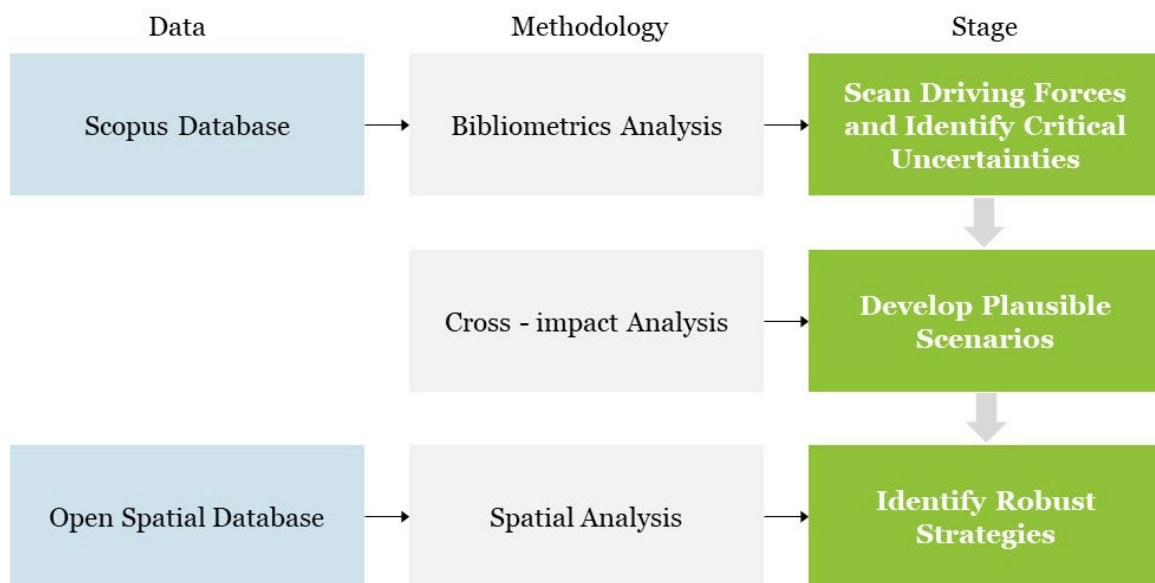 Data
Methodology
Stage
Scopus Database
Bibliometrics Analysis
Scan Driving Forces
and Identify Critical
Uncertainties
Cross - impact Analysis
Develop Plausible
Scenarios
Open Spatial Database
Spatial Analysis
Identify Robust
Strategies